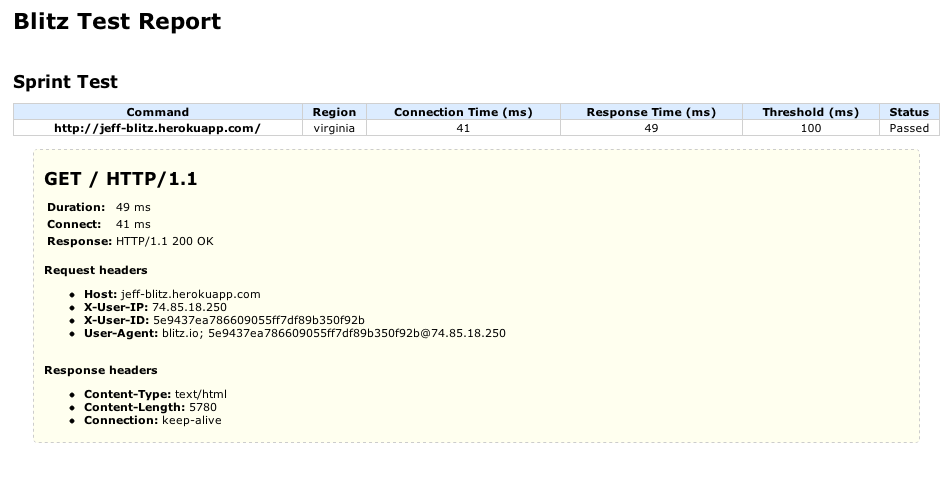 Blitz Test Report
Sprint Test
Command Region Connection Time (ms) Response Time (ms) Threshold (ms) Status
http://jeff-blitz.herokuapp.com/ virginia 41 49 100 Passed
GET / HTTP/1.1
Duration: 49 ms
Connect: 41 ms
Response: HTTP/1.1 200 OK
Request headers
• Host: jeff-blitz.herokuapp.com
• X-User-IP: 74.85.18.250
• X-User-ID: 5e9437ea786609055ff7df89b350f92b
• User-Agent: blitz.io; 5e9437ea786609055ff7df89b350f92b@74.85.18.250
Response headers
• Content-Type: text/html
• Content-Length: 5780
• Connection: keep-alive